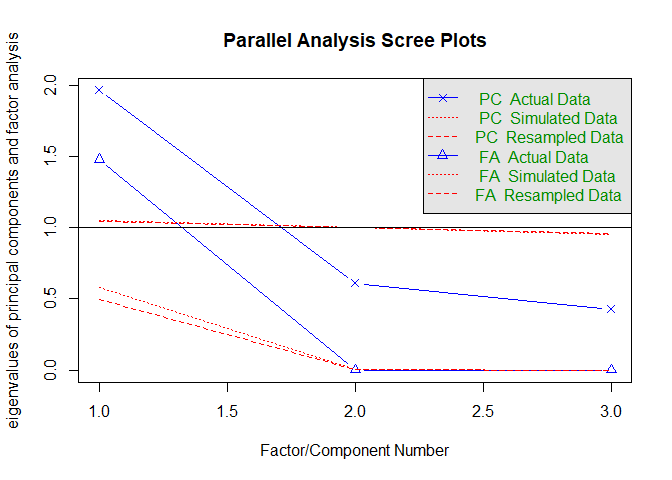 Parallel Analysis Scree Plots
eigenvalues of principal components and factor analysis
2.0
1.5
1.0
0.5
0.0
PC Actual Data
PC Simulated Data
PC Resampled Data
FA Actual Data
FA Simulated Data
FA Resampled Data
1.0 1.5 2.0 2.5 3.0
Factor/Component Number